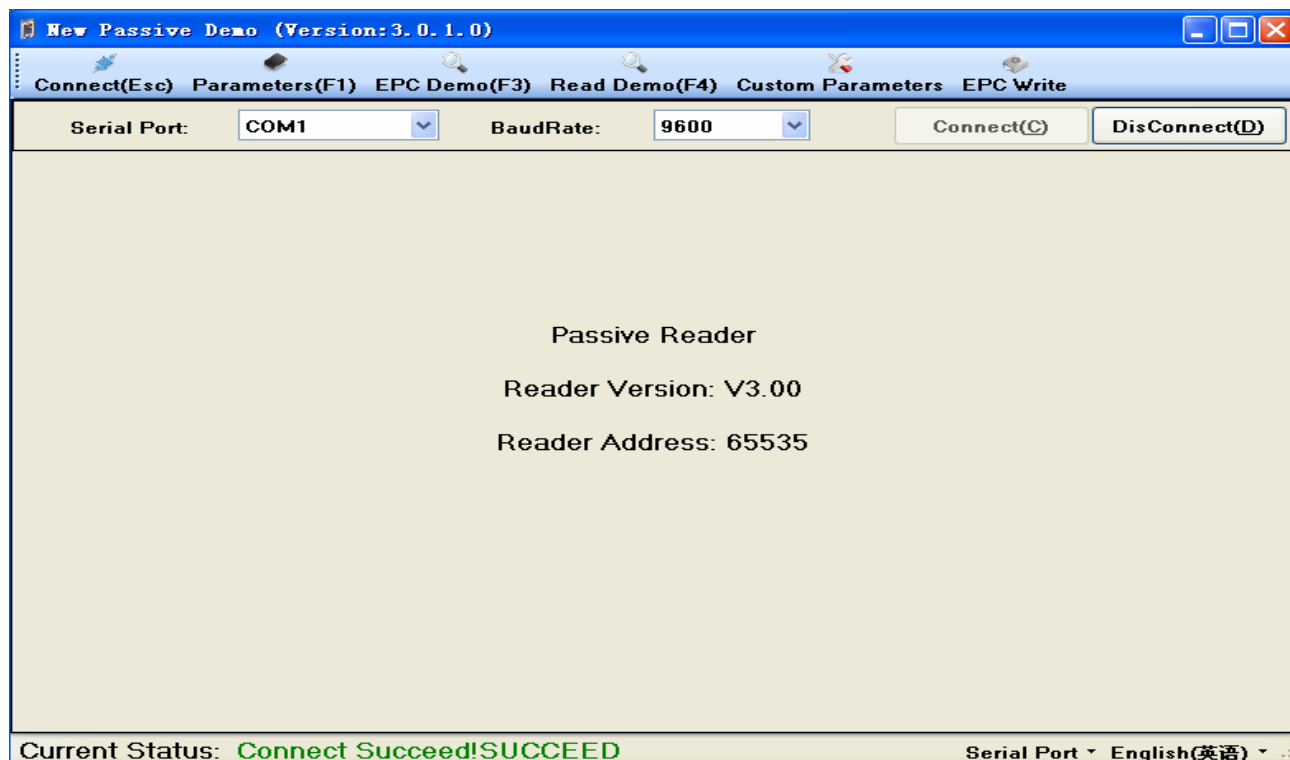 New Passive Demo (Version:3.0.1.0)
Connect(Esc) Parameters(F1) EPC Demo(F3) Read Demo(F4) Custom Parameters EPC Write
Serial Port: COM1 BaudRate: 9600 Connect(C) DisConnect(D)
Passive Reader
Reader Version: V3.00
Reader Address: 65535
Current Status: Connect Succeed!SUCCEED Serial Port English(英语)